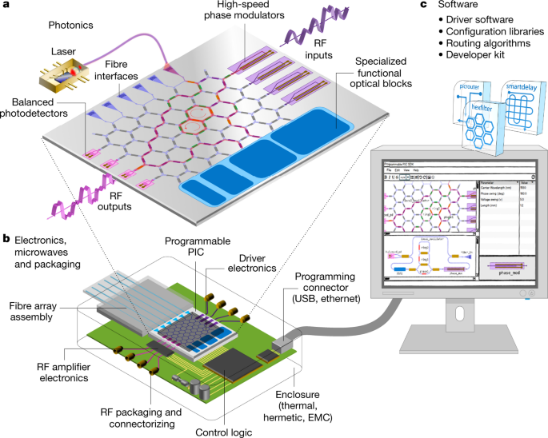 a
Photonics
Laser
Fibre
interfaces
Balanced
photodetectors
High-speed
phase modulators
RF
inputs
Specialized
functional
optical blocks
RF
outputs
b
Electronics,
microwaves
and packaging
Programmable
PIC
Driver
electronics
Programming
connector
(USB, ethernet)
Fibre array
assembly
RF amplifier
electronics
RF packaging and
connectorizing
Control logic
Enclosure
(thermal,
hermetic, EMC)
c
Software
• Driver software
• Configuration libraries
• Routing algorithms
• Developer kit
hexfilter
smartdelay
phase_mod